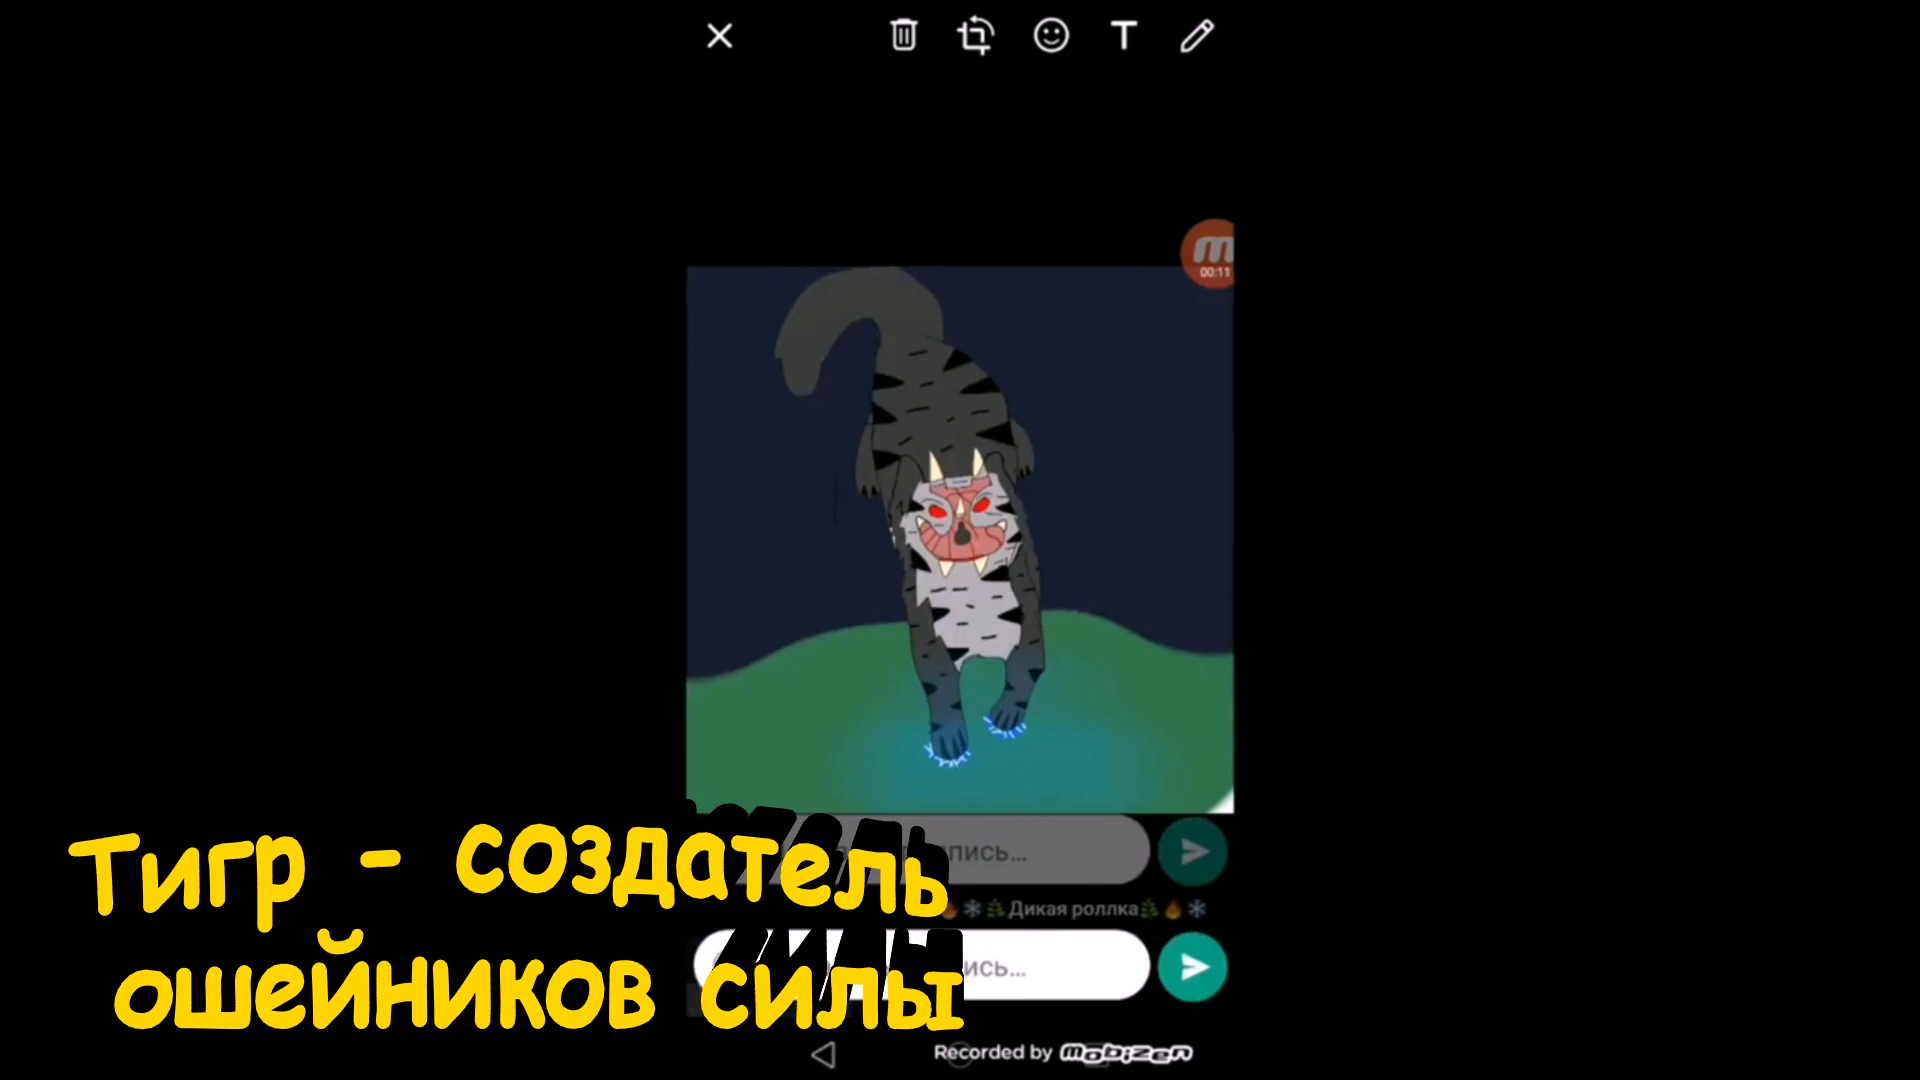 T
00:11
Тигр - создатель
ошейников силы
Дикая роллка
Recorded by mobizen